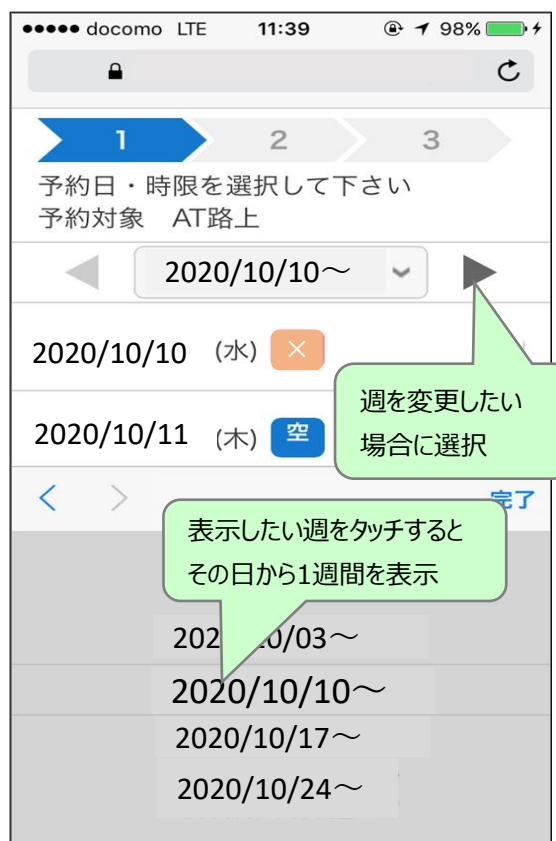 docomo LTE 11:39 98%
1 2 3
予約日・時限を選択して下さい
予約対象 AT路上
2020/10/10～
2020/10/10 (水) ×
週を変更したい
場合に選択
2020/10/11 (木) 空
< > 完了
表示したい週をタッチすると
その日から1週間を表示
0/03～
2020/10/10～
2020/10/17～
2020/10/24～